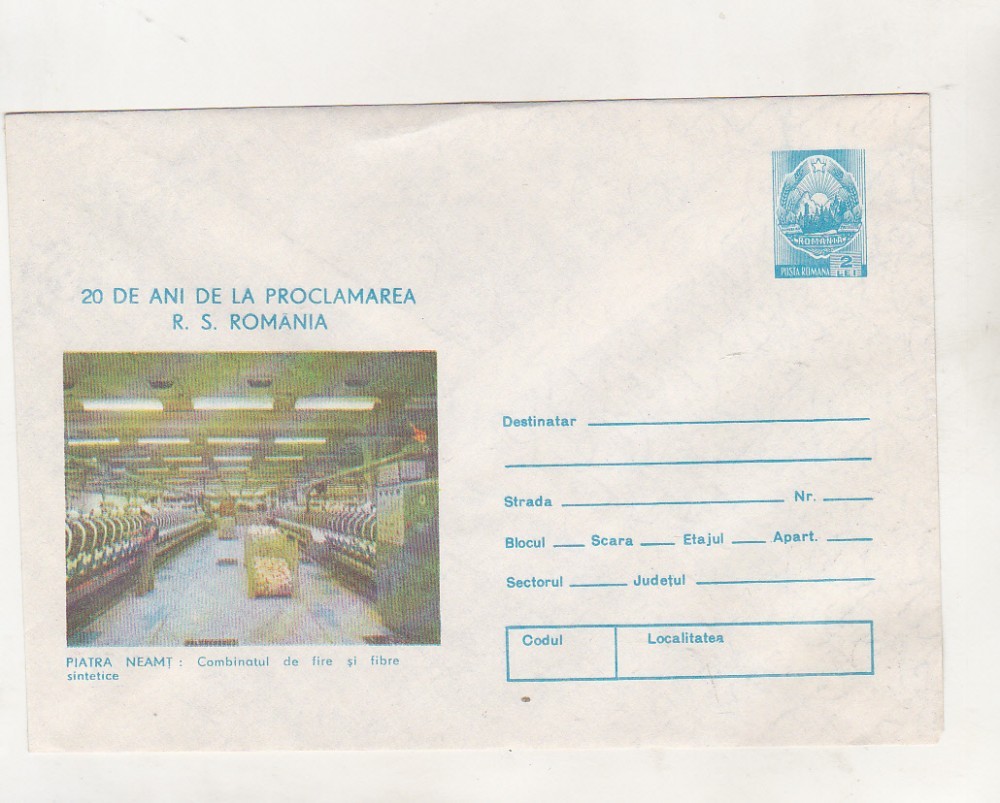 ROMANIA
POSTA ROMANA 2 LEI
20 DE ANI DE LA PROCLAMAREA
R. S. ROMÂNIA
Destinatar
Strada Nr.
Blocul Scara Etajul Apart.
Sectorul Județul
Codul Localitatea
PIATRA NEAMȚ : Combinatul de fire și fibre
sintetice